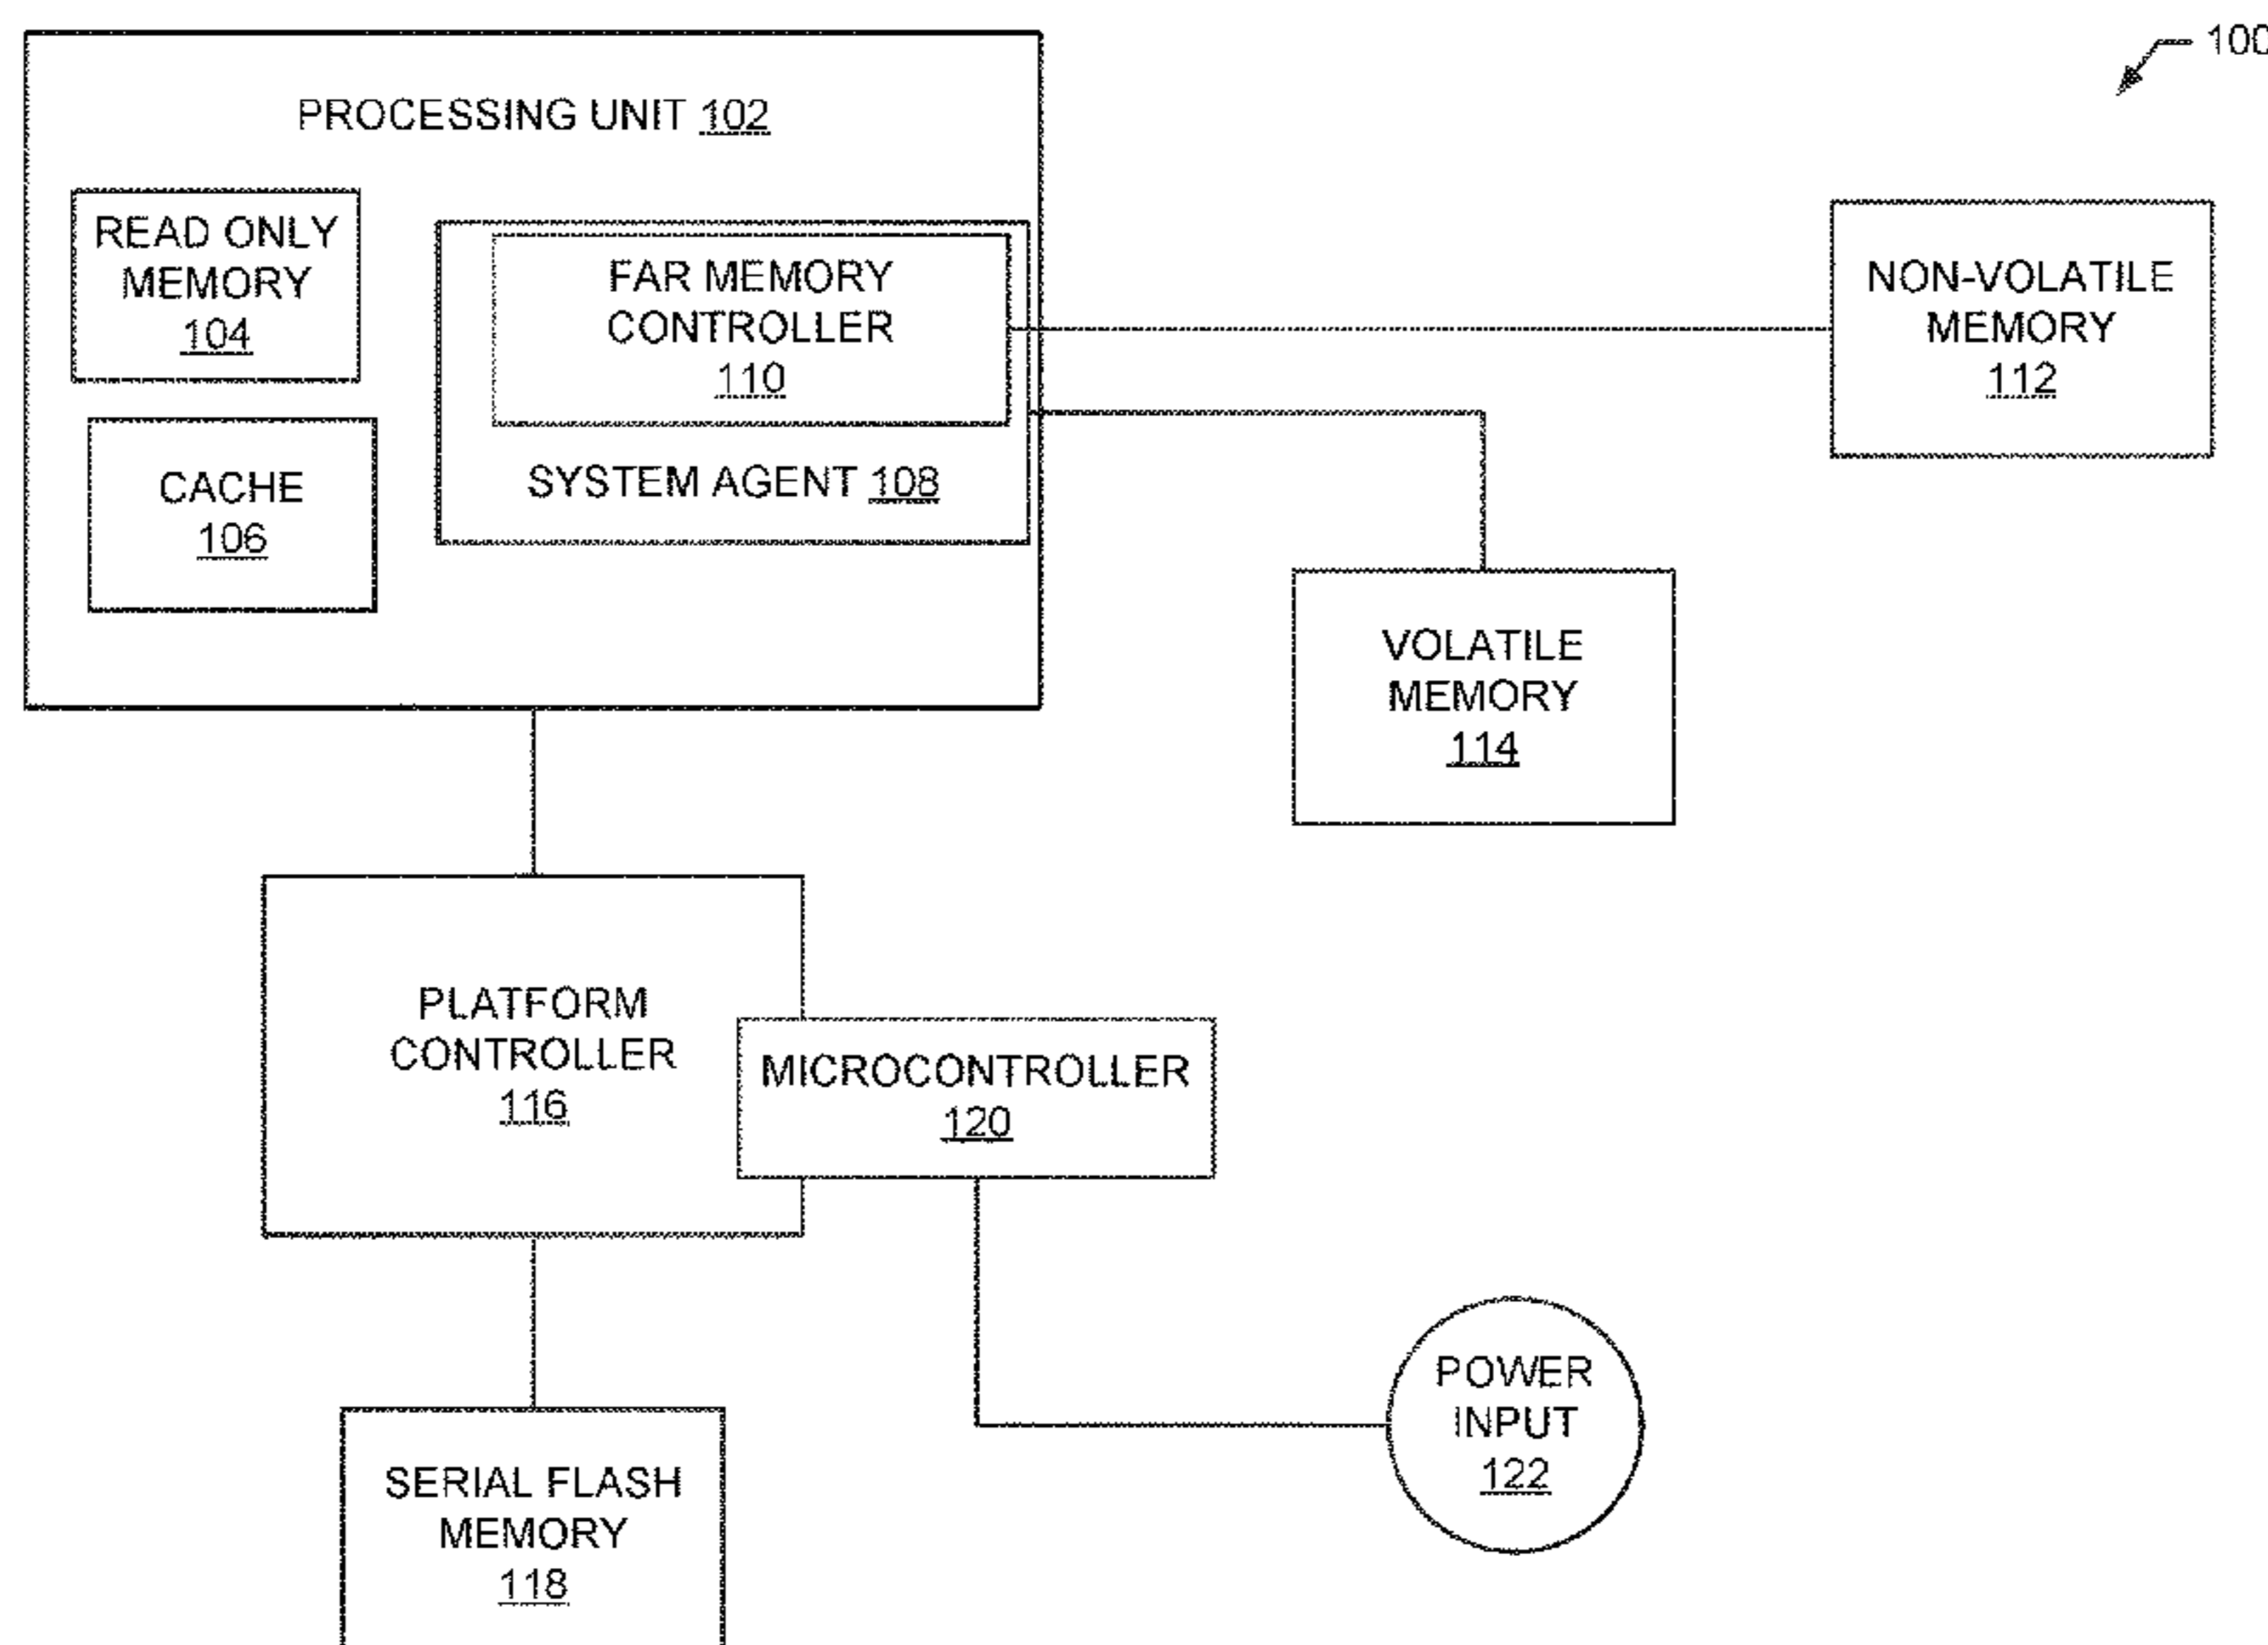 100
PROCESSING UNIT 102
READ ONLY
MEMORY
104
FAR MEMORY
CONTROLLER
110
NON-VOLATILE
MEMORY
112
CACHE
106
SYSTEM AGENT 108
VOLATILE
MEMORY
114
PLATFORM
CONTROLLER
116
MICROCONTROLLER
120
POWER
INPUT
122
SERIAL FLASH
MEMORY
118